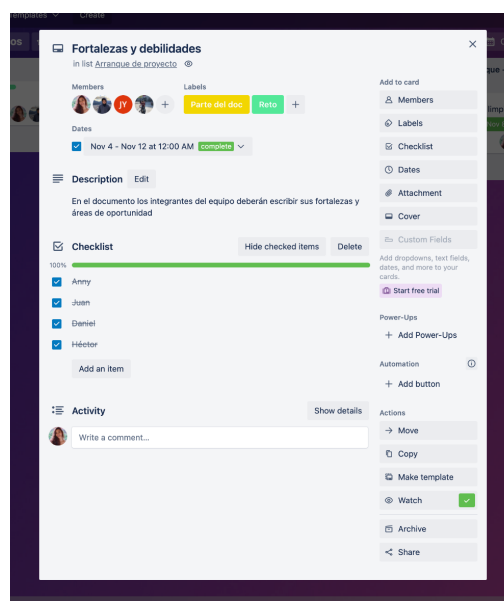 Templates
Create
Fortalezas y debilidades
in list Arranque de proyecto
Members
JY
Labels
Parte del doc
Reto
Dates
Nov 4 - Nov 12 at 12:00 AM complete
Description Edit
En el documento los integrantes del equipo deberán escribir sus fortalezas y
áreas de oportunidad
Checklist Hide checked items Delete
100%
Anny
Juan
Daniel
Héctor
Add an item
Activity Show details
Write a comment...
Add to card
Members
Labels
Checklist
Dates
Attachment
Cover
Custom Fields
Add dropdowns, text fields,
dates, and more to your
cards.
Start free trial
Power-Ups
+ Add Power-Ups
Automation
+ Add button
Actions
Move
Copy
Make template
Watch
Archive
Share